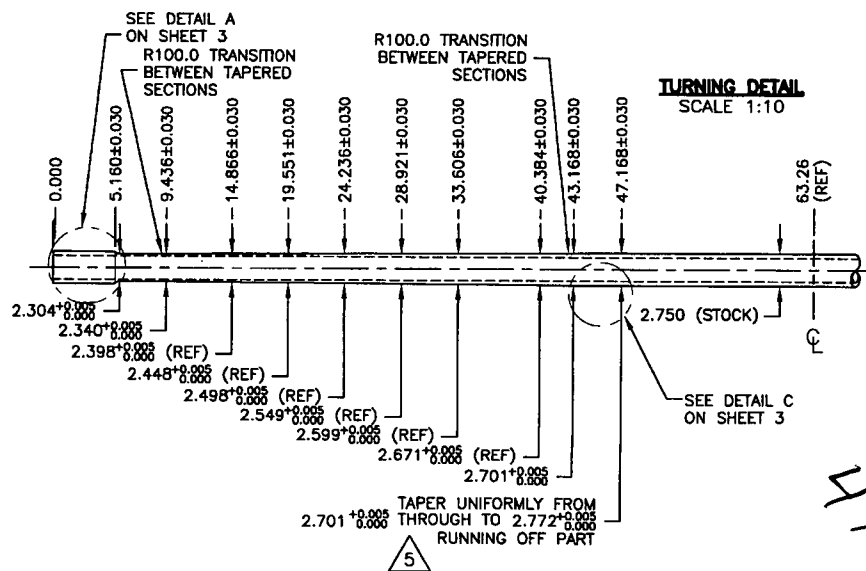 SEE DETAIL A
ON SHEET 3
R100.0 TRANSITION
BETWEEN TAPERED
SECTIONS
R100.0 TRANSITION
BETWEEN TAPERED
SECTIONS
TURNING DETAIL
SCALE 1:10
0.000
5.160±0.030
9.436±0.030
14.866±0.030
19.551±0.030
24.236±0.030
28.921±0.030
33.606±0.030
40.384±0.030
43.168±0.030
47.168±0.030
63.26
(REF)
2.304 +0.005 0.000
2.340 +0.005 0.000
2.398 +0.005 0.000 (REF)
2.448 +0.005 0.000 (REF)
2.498 +0.005 0.000 (REF)
2.549 +0.005 0.000 (REF)
2.599 +0.005 0.000 (REF)
2.671 +0.005 0.000 (REF)
2.701 +0.005 0.000
2.750 (STOCK)
℄
SEE DETAIL C
ON SHEET 3
TAPER UNIFORMLY FROM
2.701 +0.005 0.000 THROUGH TO 2.772 +0.005 0.000
RUNNING OFF PART
5